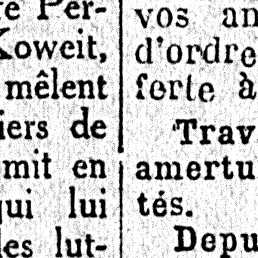 te Per-
Koweit,
mêlent
iers de
mit en
qui lui
les lut-
vos an
d'ordre
forte à
Trav
amertu
tés.
Depu